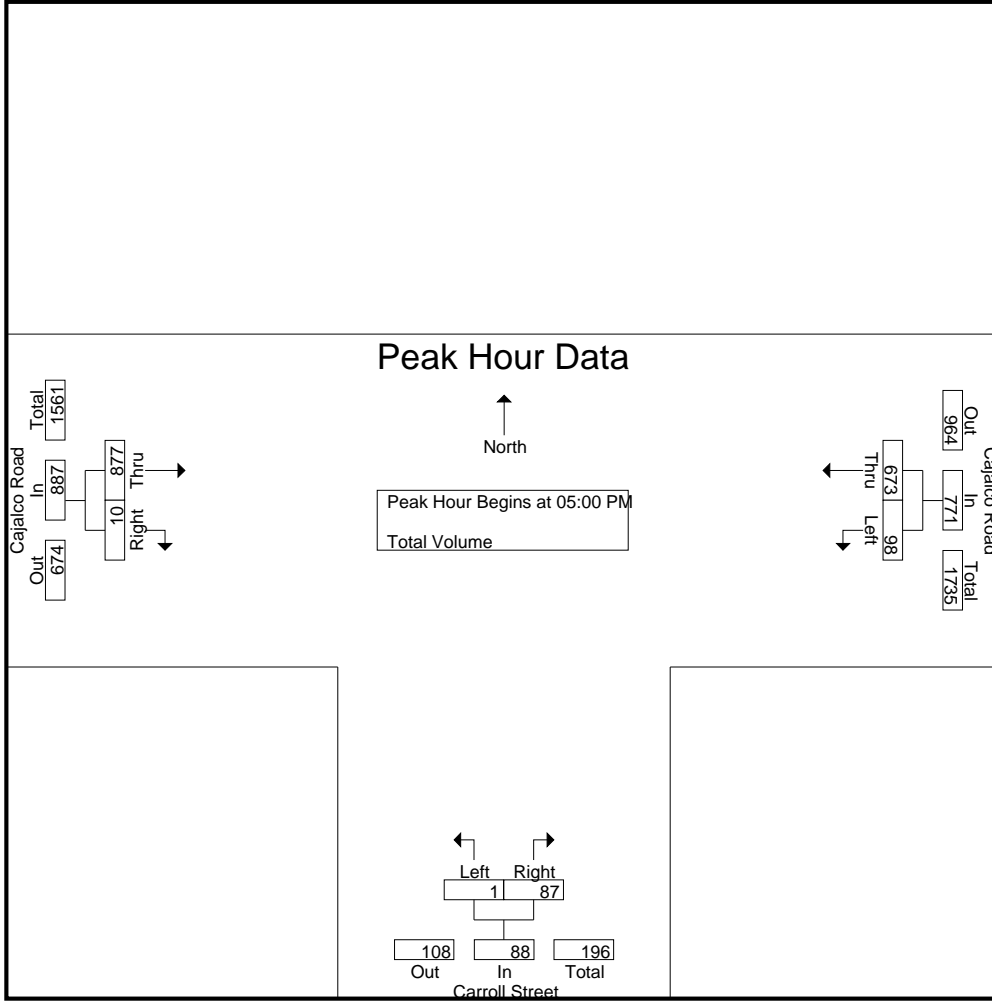 Peak Hour Data
North
Peak Hour Begins at 05:00 PM
Total Volume
Cajalco Road
Out
In
Total
674
887
1561
Right
Thru
10
877
Cajalco Road
Out
In
Total
964
771
1735
Thru
Left
673
98
Left
Right
1
87
108
88
196
Out
In
Total
Carroll Street